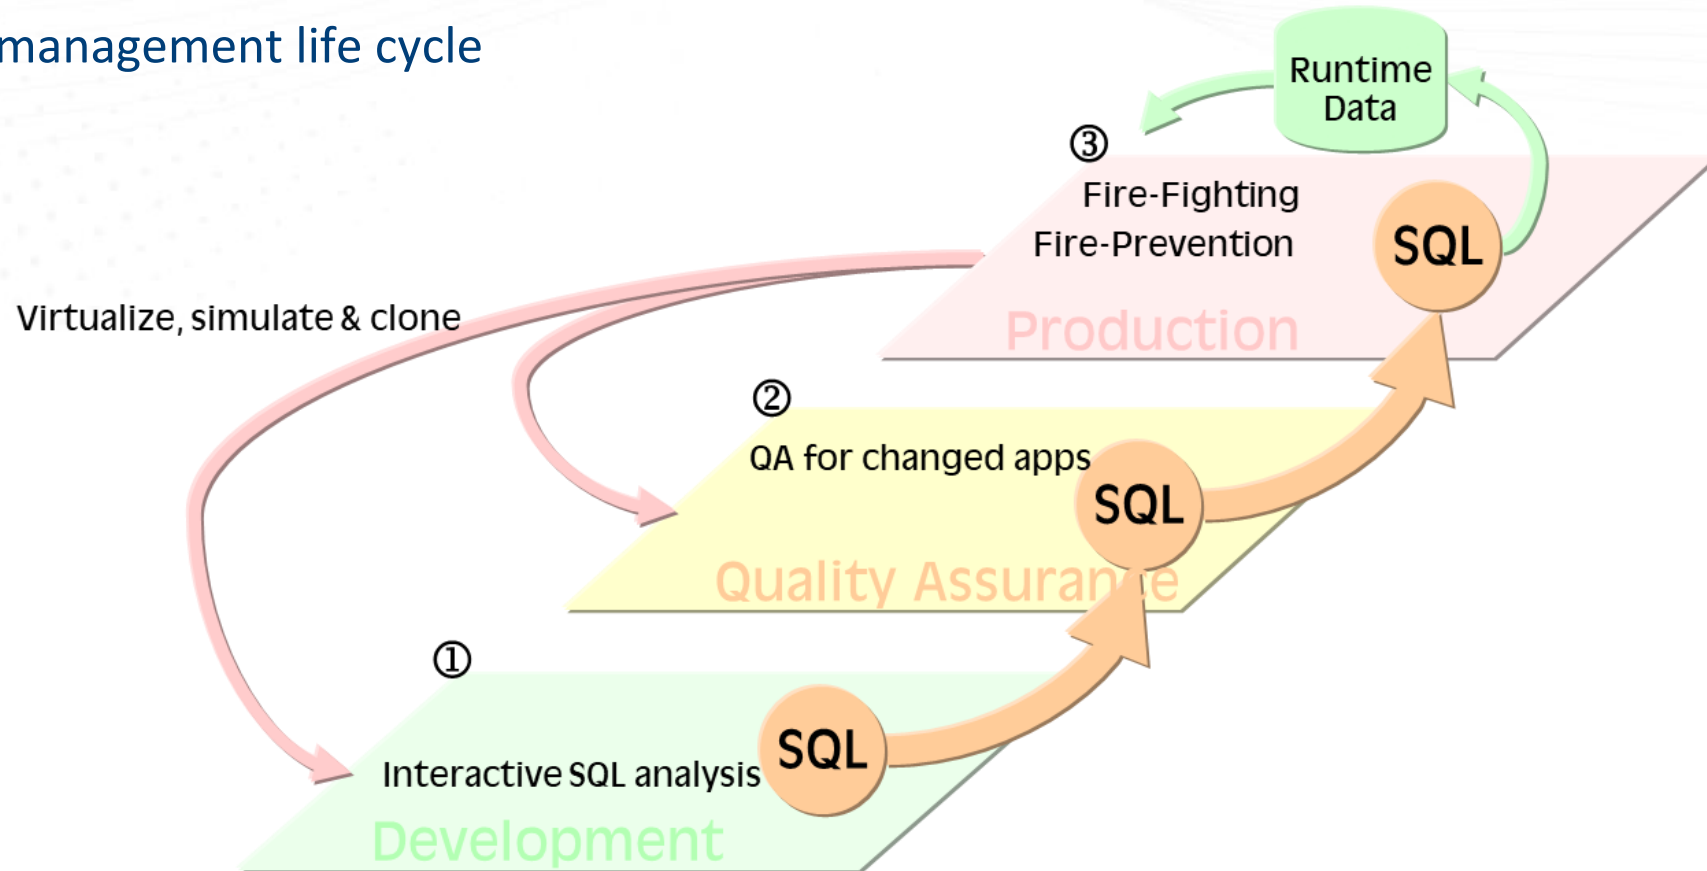 management life cycle
Runtime
Data
③
Fire-Fighting
Fire-Prevention
SQL
Production
Virtualize, simulate & clone
②
QA for changed apps
SQL
Quality Assurance
①
Interactive SQL analysis
SQL
Development